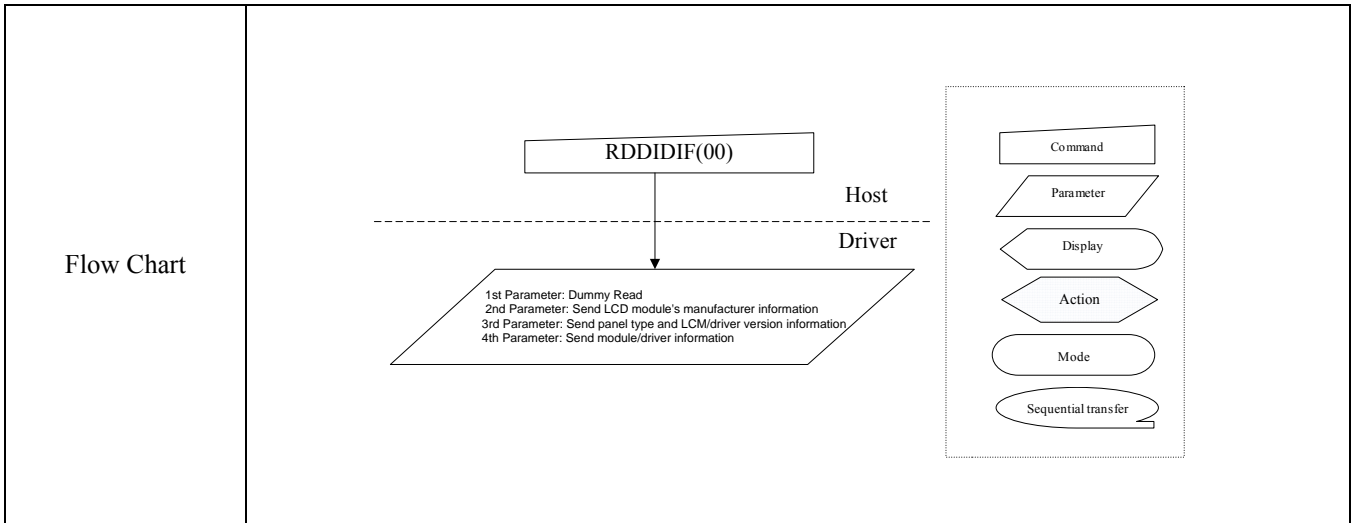 Flow Chart
RDDIDIF(00)
Host
Driver
1st Parameter: Dummy Read
2nd Parameter: Send LCD module's manufacturer information
3rd Parameter: Send panel type and LCM/driver version information
4th Parameter: Send module/driver information
Command
Parameter
Display
Action
Mode
Sequential transfer